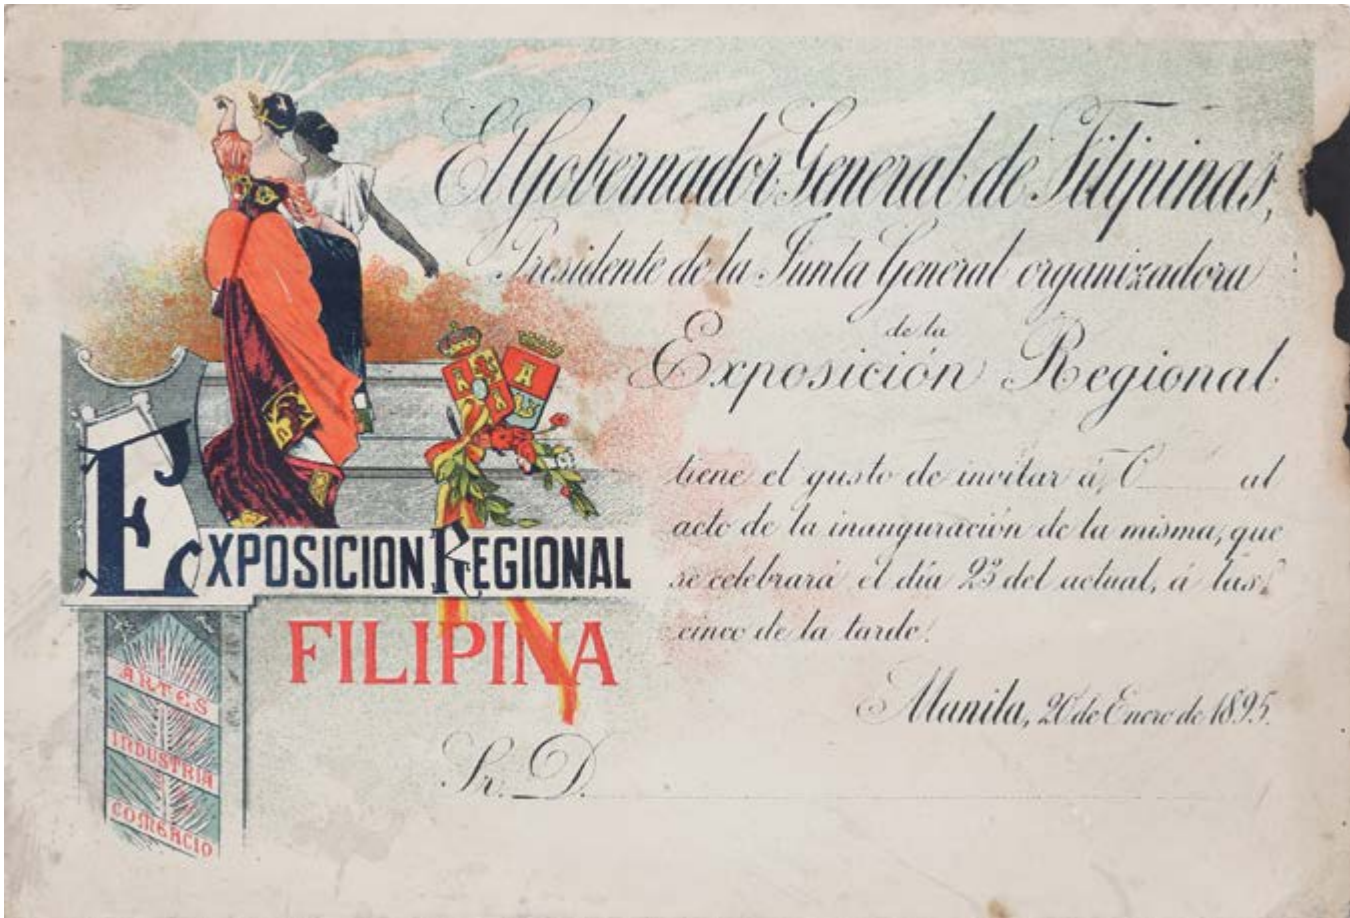 El Gobernador General de Filipinas,
Presidente de la Junta General organizadora
de la
Exposición Regional
tiene el gusto de invitar á, V al
acto de la inauguración de la misma, que
se celebrará el día 23 del actual, á las
cinco de la tarde.
Manila, 20 de Enero de 1895.
Sr. D.
EXPOSICION REGIONAL
FILIPINA
ARTES
INDUSTRIA
COMERCIO